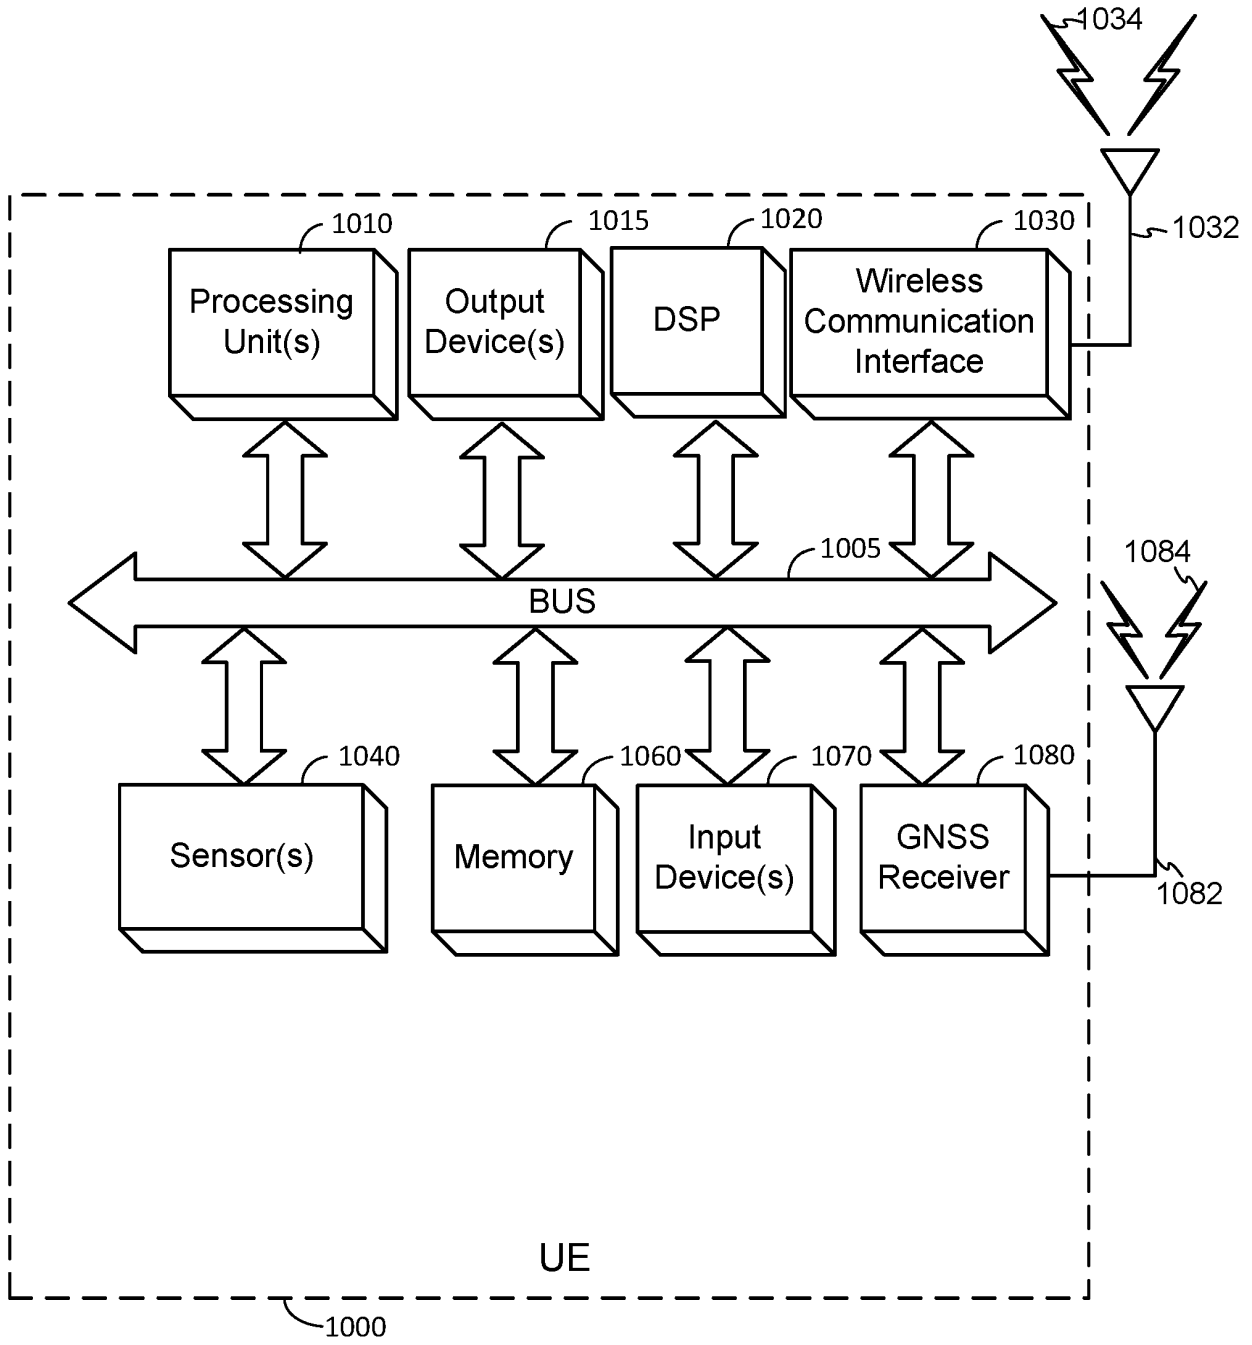 1034
1032
1010
1015
1020
1030
Processing
Unit(s)
Output
Device(s)
DSP
Wireless
Communication
Interface
1005
BUS
1084
1040
1060
1070
1080
Sensor(s)
Memory
Input
Device(s)
GNSS
Receiver
1082
UE
1000